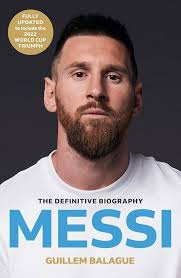 FULLY
UPDATED
to include the
2022
WORLD CUP
TRIUMPH
THE DEFINITIVE BIOGRAPHY
MESSI
GUILLEM BALAGUE